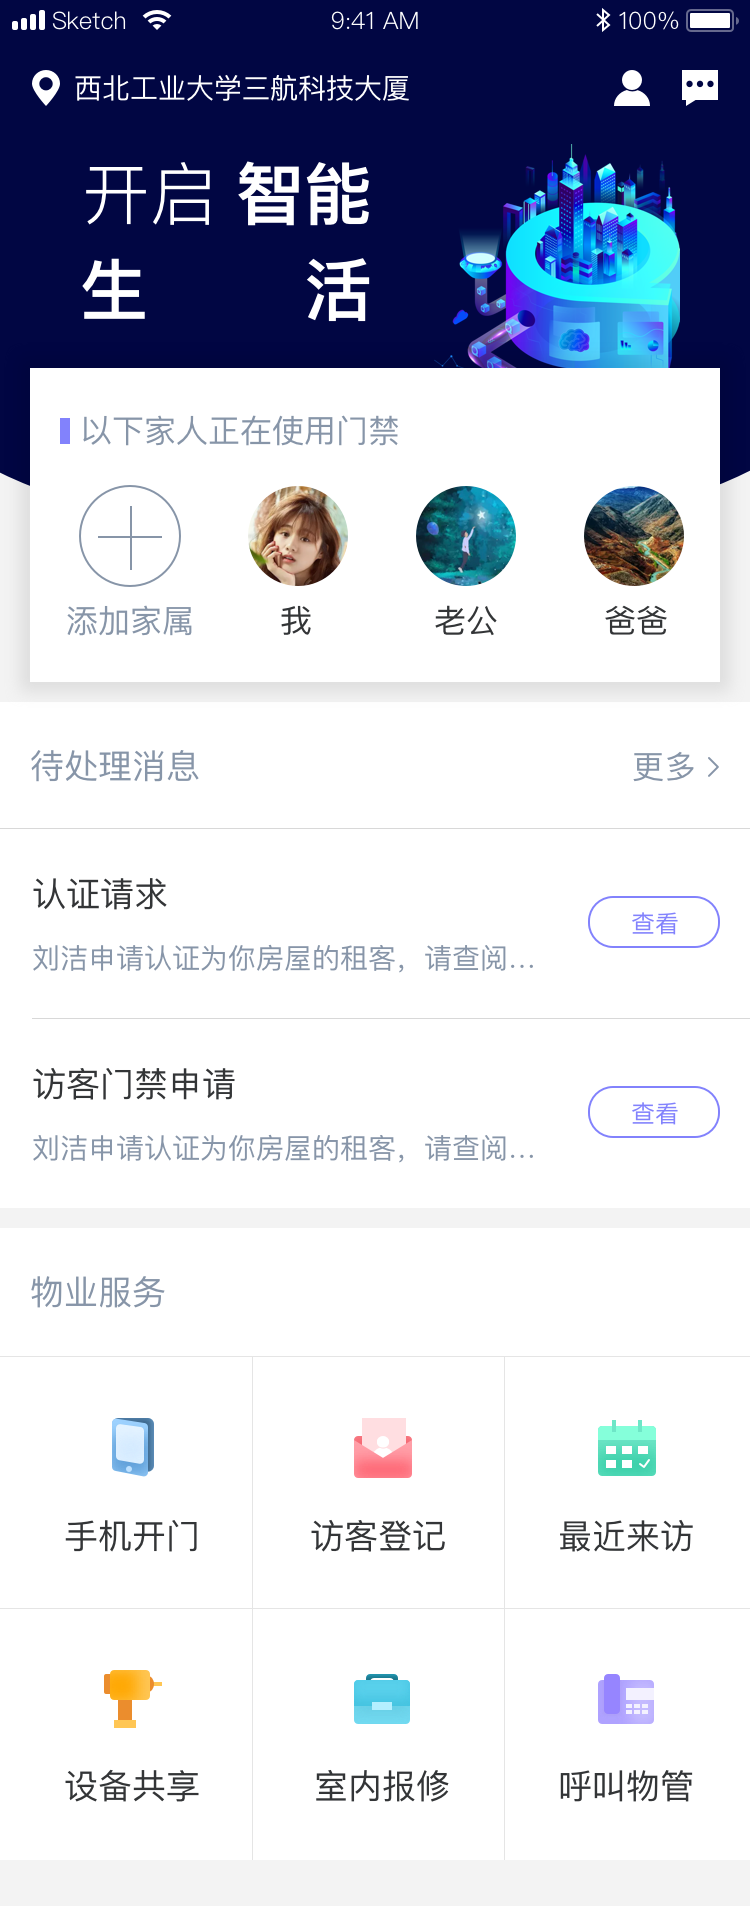 Sketch 9:41 AM 100%
西北工业大学三航科技大厦
开启 智能
生 活
以下家人正在使用门禁
添加家属 我 老公 爸爸
待处理消息 更多
认证请求
查看
刘洁申请认证为你房屋的租客，请查阅...
访客门禁申请
查看
刘洁申请认证为你房屋的租客，请查阅...
物业服务
手机开门 访客登记 最近来访
设备共享 室内报修 呼叫物管